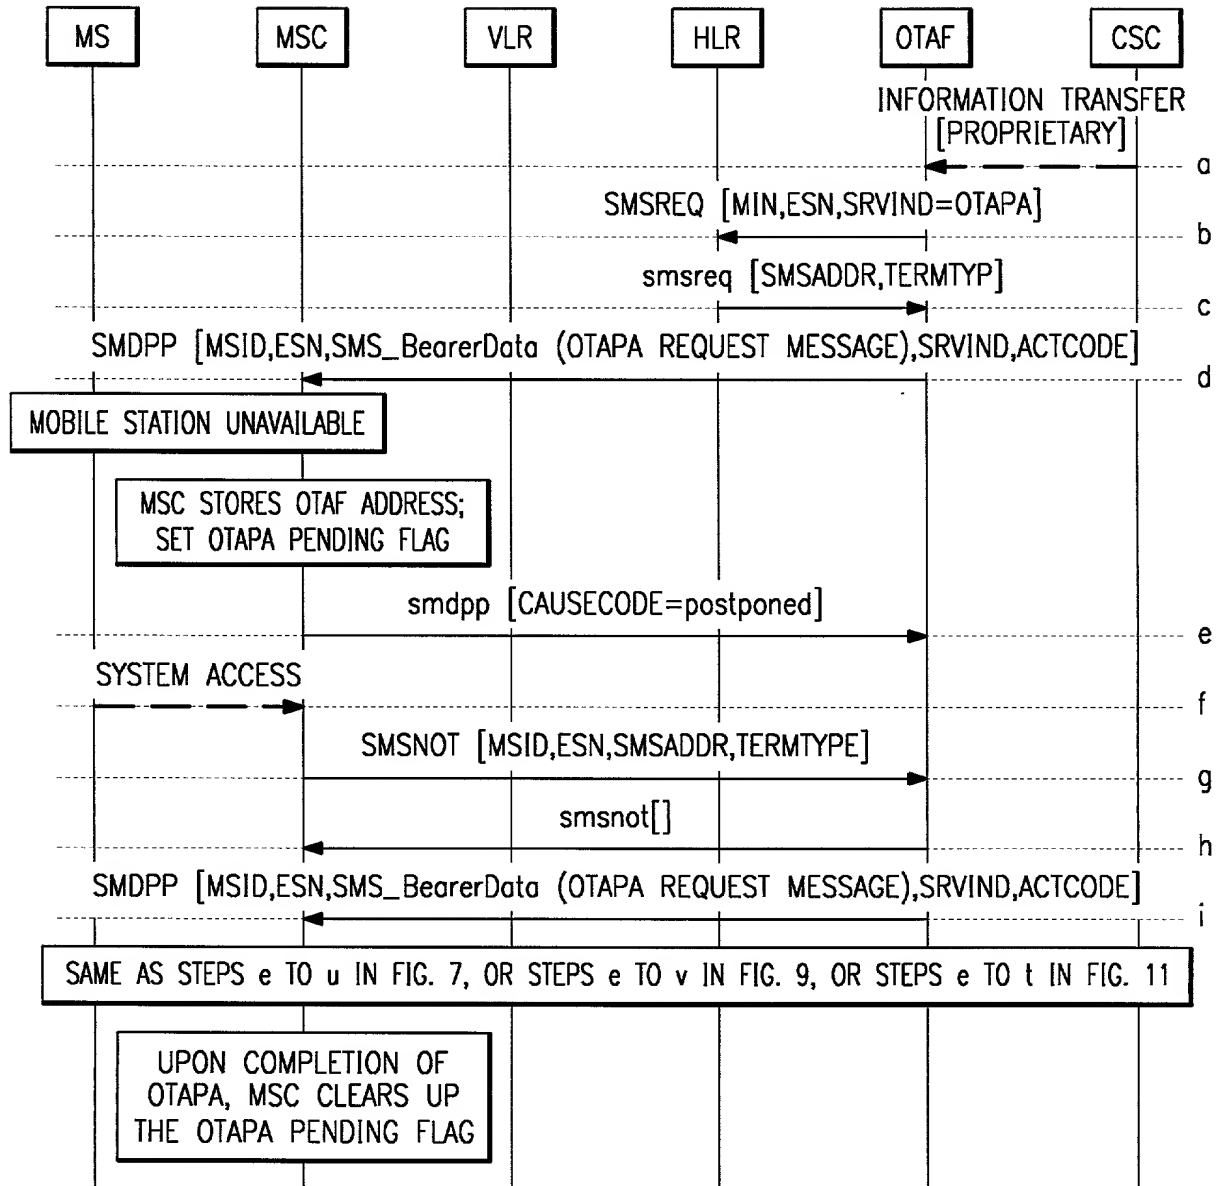 MS MSC VLR HLR OTAF CSC
INFORMATION TRANSFER
[PROPRIETARY]
a
SMSREQ [MIN,ESN,SRVIND=OTAPA]
b
smsreq [SMSADDR,TERMTYP]
c
SMDPP [MSID,ESN,SMS_BearerData (OTAPA REQUEST MESSAGE),SRVIND,ACTCODE]
d
MOBILE STATION UNAVAILABLE
MSC STORES OTAF ADDRESS;
SET OTAPA PENDING FLAG
smdpp [CAUSECODE=postponed]
e
SYSTEM ACCESS
f
SMSNOT [MSID,ESN,SMSADDR,TERMTYPE]
g
smsnot[]
h
SMDPP [MSID,ESN,SMS_BearerData (OTAPA REQUEST MESSAGE),SRVIND,ACTCODE]
i
SAME AS STEPS e TO u IN FIG. 7, OR STEPS e TO v IN FIG. 9, OR STEPS e TO t IN FIG. 11
UPON COMPLETION OF
OTAPA, MSC CLEARS UP
THE OTAPA PENDING FLAG